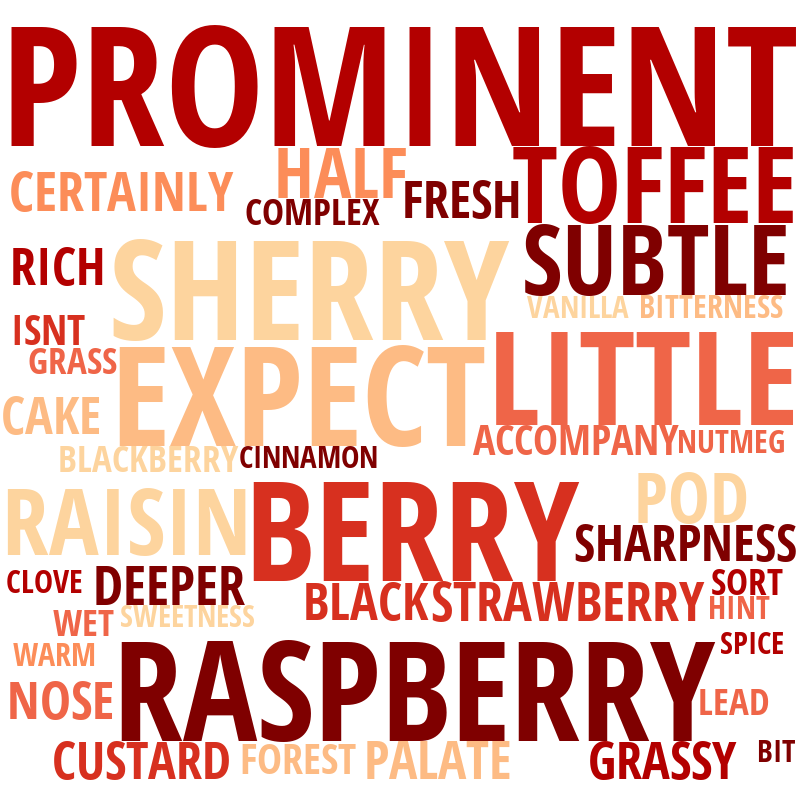 PROMINENT
CERTAINLY
HALF
TOFFEE
COMPLEX
FRESH
RICH
SHERRY
SUBTLE
VANILLA
BITTERNESS
ISNT
GRASS
EXPECT
LITTLE
CAKE
ACCOMPANY
NUTMEG
BLACKBERRY
CINNAMON
RAISIN
BERRY
POD
SHARPNESS
CLOVE
DEEPER
BLACK
STRAWBERRY
SORT
HINT
WET
SWEETNESS
WARM
RASPBERRY
SPICE
NOSE
LEAD
CUSTARD
FOREST
PALATE
GRASSY
BIT